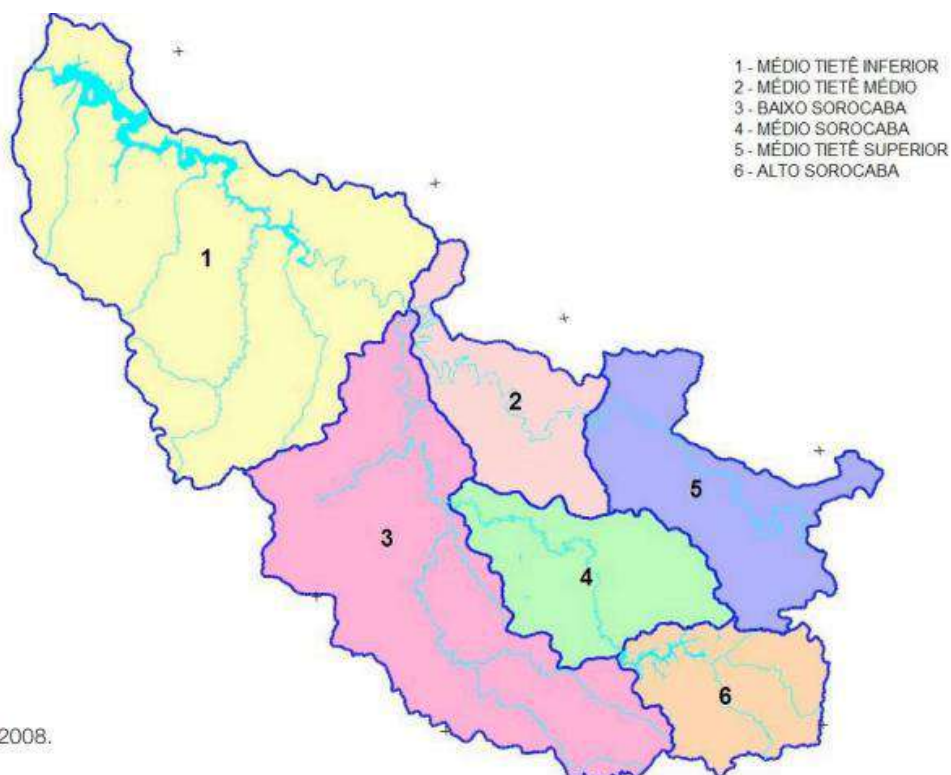 1 - MÉDIO TIETÊ INFERIOR
2 - MÉDIO TIETÊ MÉDIO
3 - BAIXO SOROCABA
4 - MÉDIO SOROCABA
5 - MÉDIO TIETÊ SUPERIOR
6 - ALTO SOROCABA
1
2
5
3
4
6
2008.